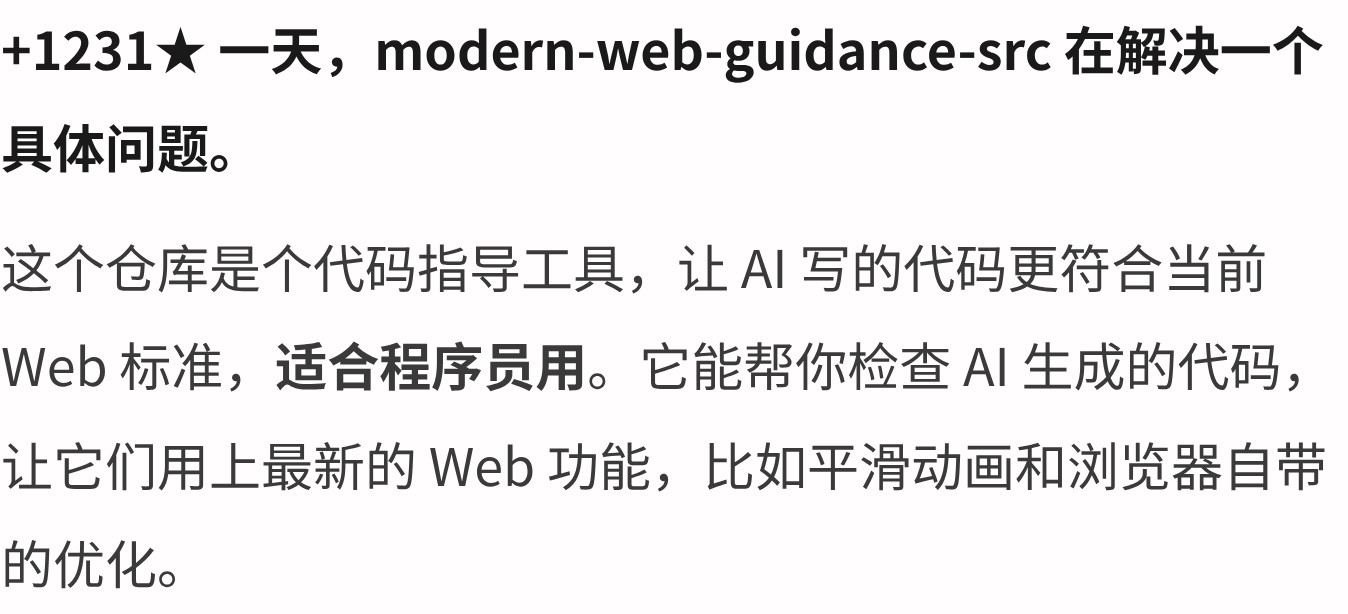 +1231★ 一天，modern-web-guidance-src 在解决一个
具体问题。
这个仓库是个代码指导工具，让 AI 写的代码更符合当前
Web 标准，适合程序员用。它能帮你检查 AI 生成的代码，
让它们用上最新的 Web 功能，比如平滑动画和浏览器自带
的优化。